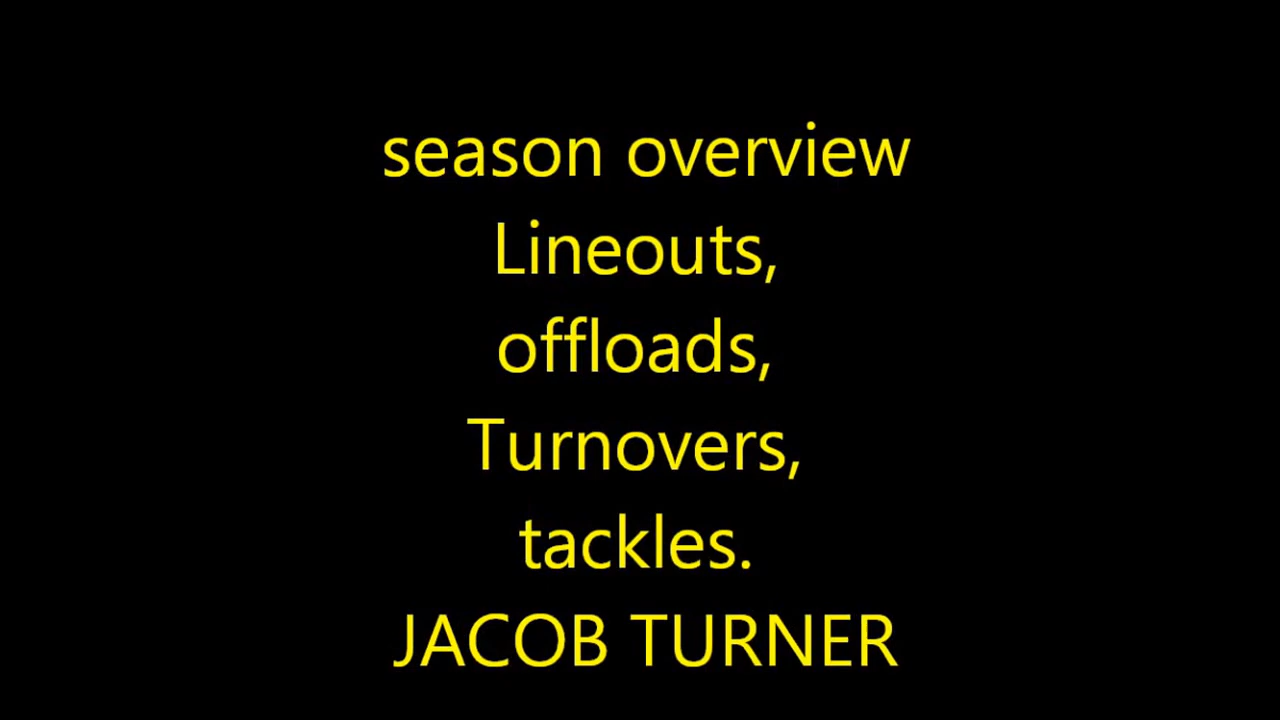 season overview
Lineouts,
offloads,
Turnovers,
tackles.
JACOB TURNER